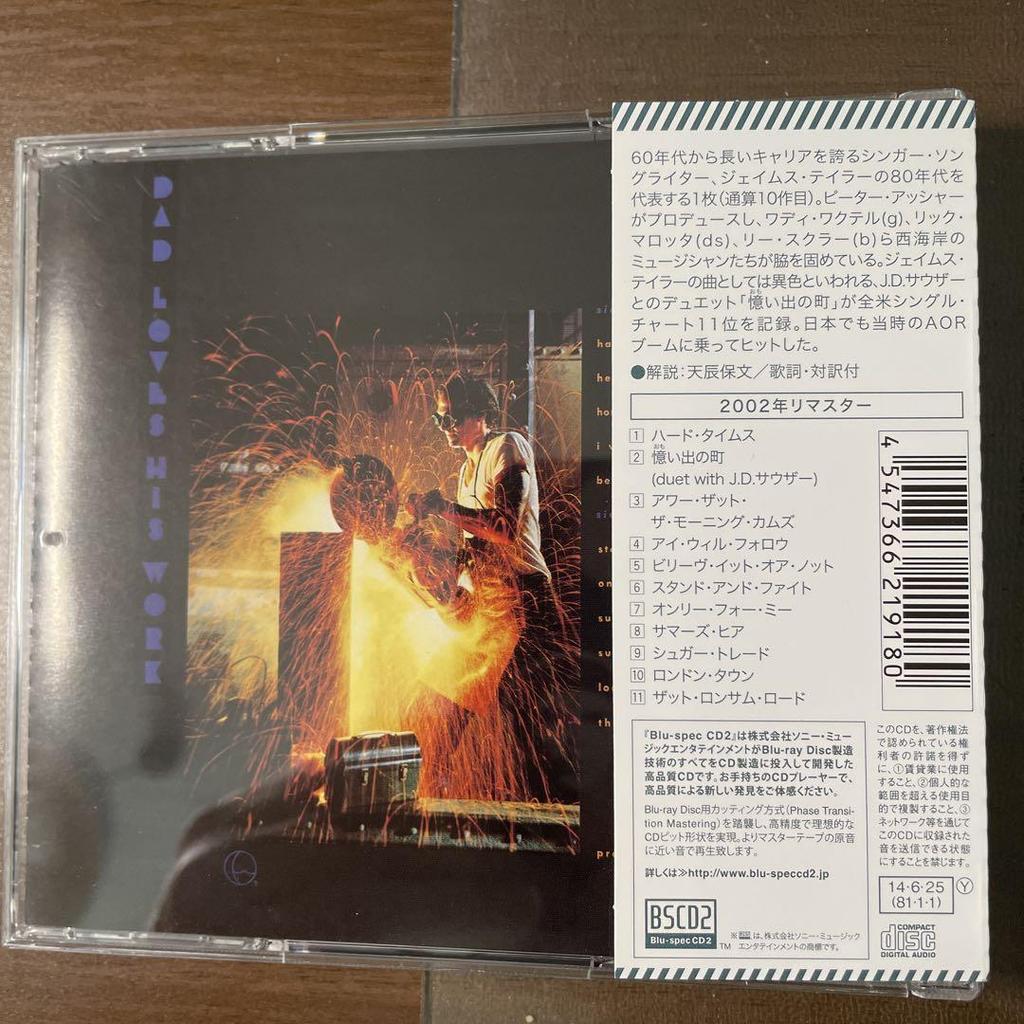 DAD LOVES HIS WORK
60年代から長いキャリアを誇るシンガー・ソン
グライター、ジェイムス・テイラーの80年代を
代表する1枚(通算10作目)。ピーター・アッシャー
がプロデュースし、ワディ・ワクテル(g)、リック・
マロッタ(ds)、リー・スクラー(b)ら西海岸の
ミュージシャンたちが脇を固めている。ジェイムス・
テイラーの曲としては異色といわれる、J.D.サウザー
とのデュエット「憶い出の町」が全米シングル・
チャート11位を記録。日本でも当時のAOR
ブームに乗ってヒットした。
●解説:天辰保文/歌詞・対訳付
2002年リマスター
1 ハード・タイムス
2 憶い出の町
(duet with J.D.サウザー)
3 アワー・ザット・
ザ・モーニング・カムズ
4 アイ・ウィル・フォロウ
5 ビリーヴ・イット・オア・ノット
6 スタンド・アンド・ファイト
7 オンリー・フォー・ミー
8 サマーズ・ヒア
9 シュガー・トレード
10 ロンドン・タウン
11 ザット・ロンサム・ロード
4 547366 219180
『Blu-spec CD2』は株式会社ソニー・ミュー
ジックエンタテインメントがBlu-ray Disc製造
技術のすべてをCD製造に投入して開発した
高品質CDです。お手持ちのCDプレーヤーで、
高品質による新しい発見をご体感ください。
Blu-ray Disc用カッティング方式(Phase Transi-
tion Mastering)を踏襲し、高精度で理想的な
CDピット形状を実現。よりマスターテープの原音
に近い音で再生致します。
詳しくは≫http://www.blu-speccd2.jp
BSCD2
Blu-spec CD2
TM
は、株式会社ソニー・ミュージック
エンタテインメントの商標です。
このCDを、著作権法
で認められている権
利者の許諾を得ず
に、①賃貸業に使用
すること、②個人的な
範囲を超える使用目
的で複製すること、③
ネットワーク等を通じて
このCDに収録された
音を送信できる状態
にすることを禁じます。
14・6・25
(81・1・1)
Y
COMPACT
disc
DIGITAL AUDIO